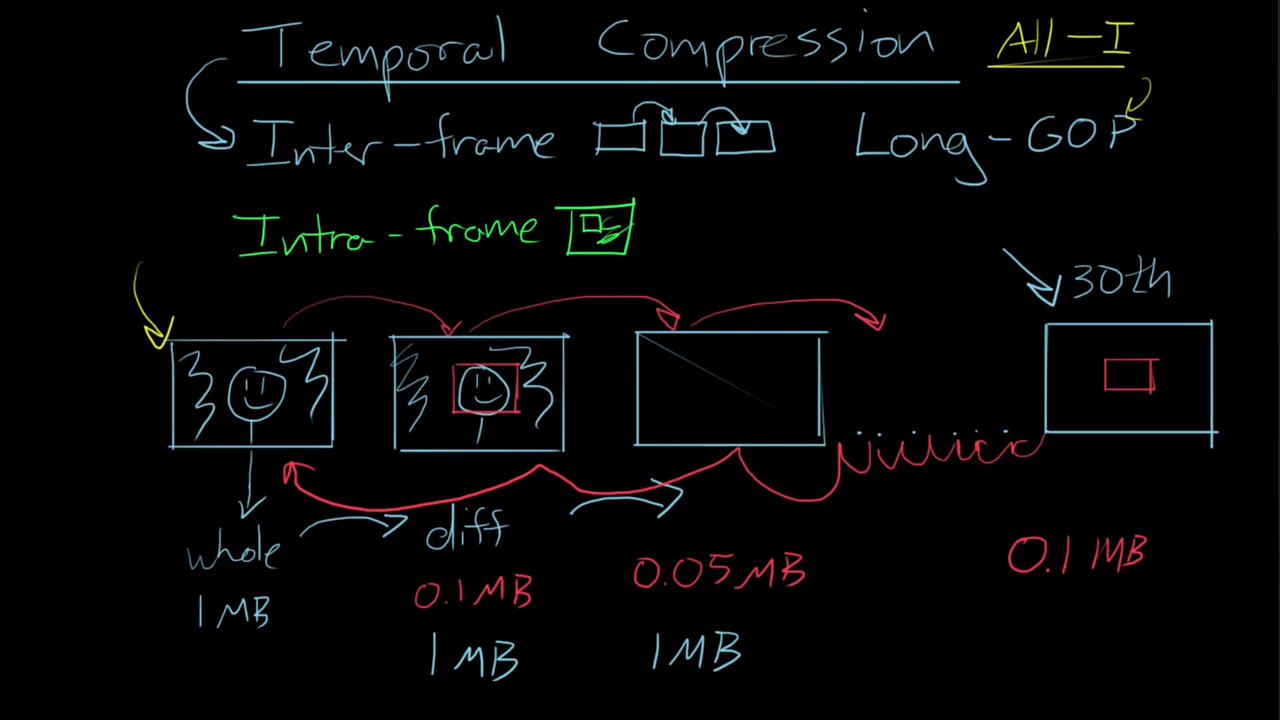 Temporal Compression All-I
Inter-frame Long-GOP
Intra-frame
30th
whole diff
0.1MB 0.05MB 0.1MB
1MB 1MB 1MB